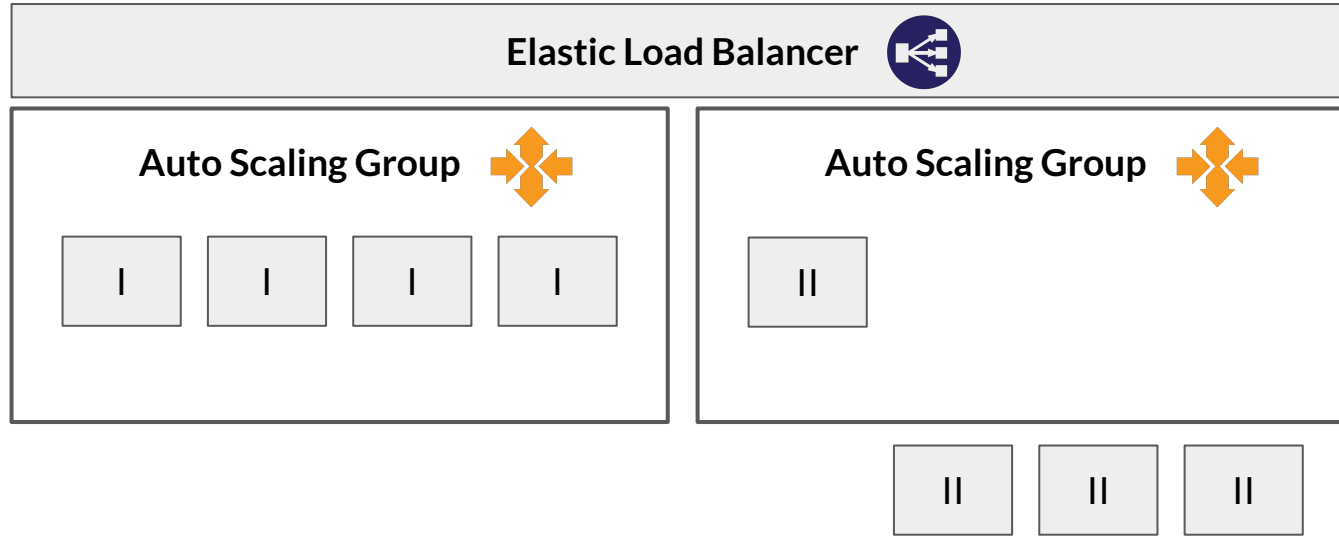 Elastic Load Balancer
Auto Scaling Group
Auto Scaling Group
I I I I
II
II II II